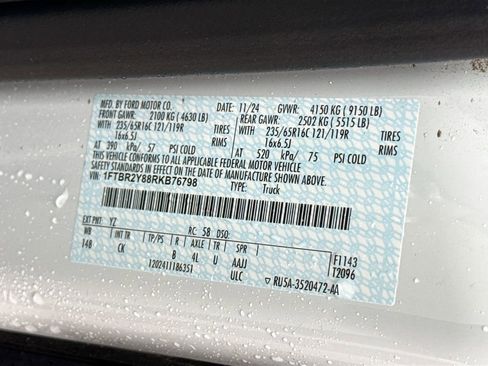 MFD. BY FORD MOTOR CO. 11/24 GVWR: 4150 KG ( 9150 LB)
FRONT GAWR: 2100 KG ( 4630 LB) REAR GAWR: 2502 KG ( 5515 LB)
235/65R16C 121/119R TIRES 235/65R16C 121/119R TIRES
16x6.5J RIMS 16x6.5J RIMS
AT 390 kPa/ 57 PSI COLD AT 520 kPa/ 75 PSI COLD
THIS VEHICLE CONFORMS TO ALL APPLICABLE FEDERAL MOTOR VEHICLE
SAFETY STANDARDS IN EFFECT ON THE DATE OF MANUFACTURE SHOWN ABOVE.
VIN: 1FTBR2Y88RKB76798 TYPE: Truck
EXT PNT: YZ RC: 58 DSO:
WB INT TR TP/PS R AXLE TR SPR F1143
148 CK B 4L U AAJJ T2096
1202411186351 ULC ▽ RU5A-3520472-AA